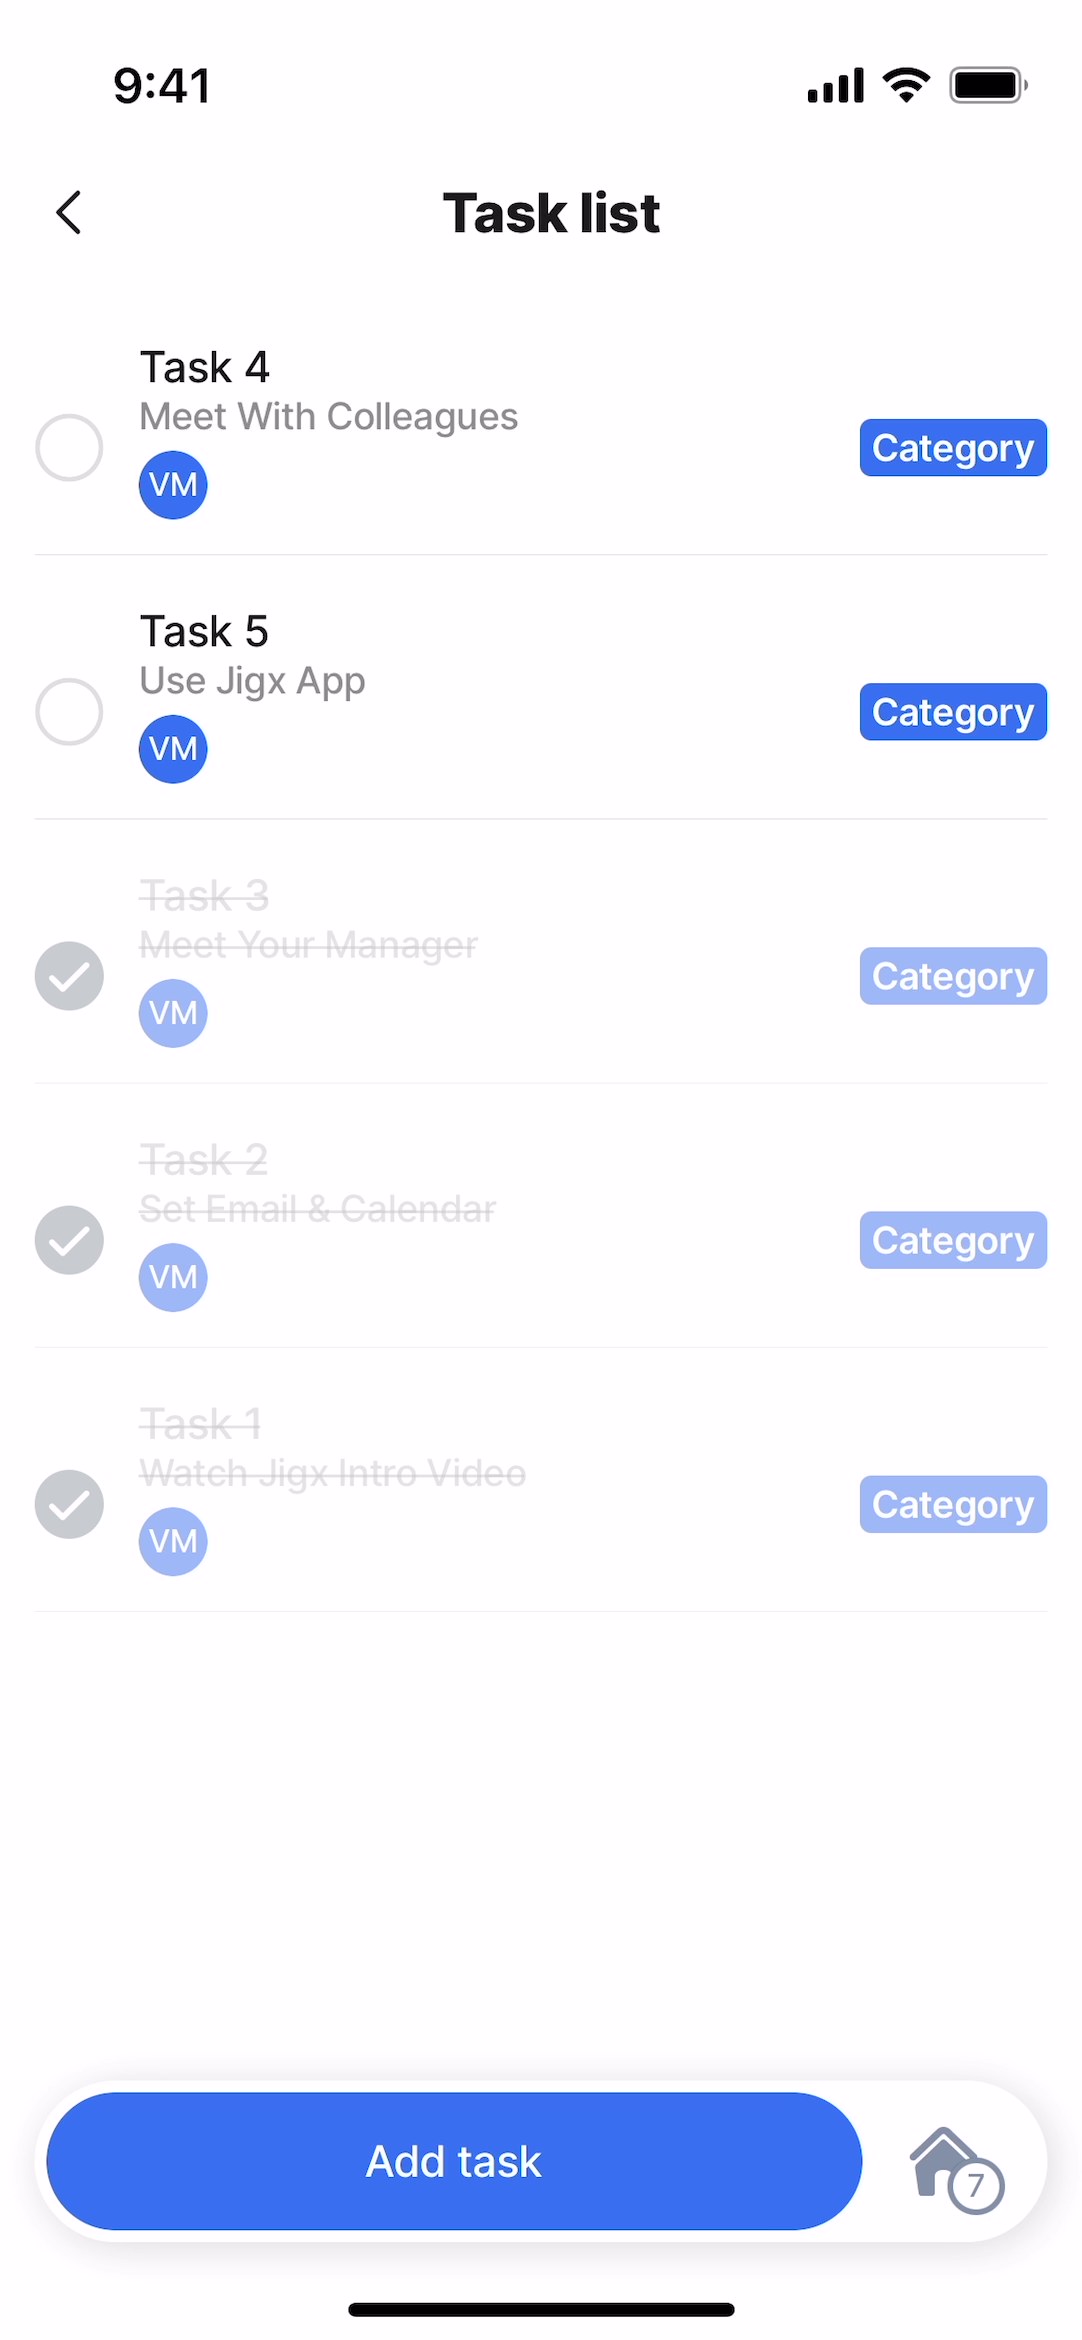 9:41
Task list
Task 4
Meet With Colleagues
VM
Category
Task 5
Use Jigx App
VM
Category
Task 3
Meet Your Manager
VM
Category
Task 2
Set Email & Calendar
VM
Category
Task 1
Watch Jigx Intro Video
VM
Category
Add task
7